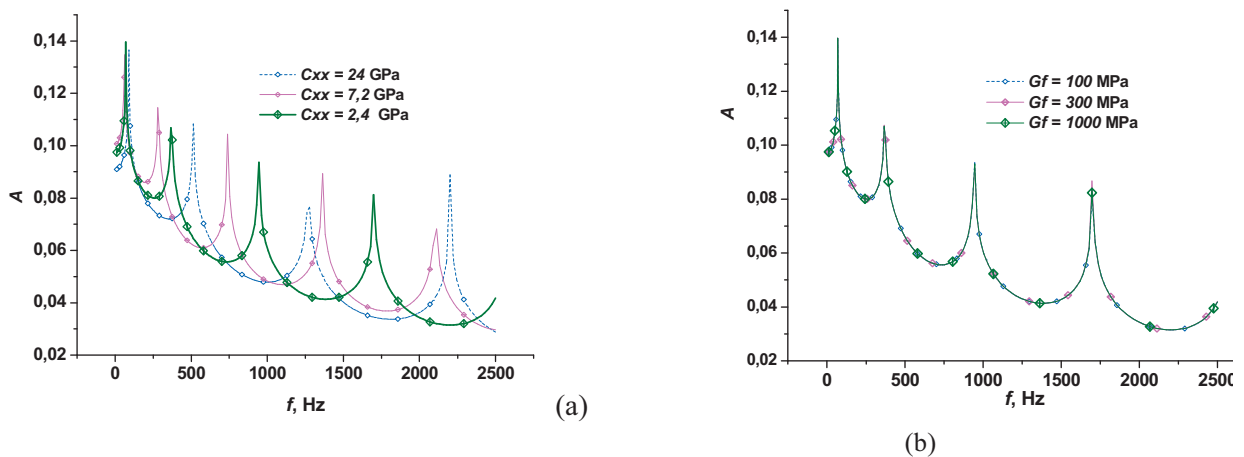 0,14
0,12
0,10
0,08
0,06
0,04
0,02
A
Cxx = 24 GPa
Cxx = 7,2 GPa
Cxx = 2,4 GPa
0 500 1000 1500 2000 2500
f, Hz
(a)
0,14
0,12
0,10
0,08
0,06
0,04
0,02
A
Gf = 100 MPa
Gf = 300 MPa
Gf = 1000 MPa
0 500 1000 1500 2000 2500
f, Hz
(b)